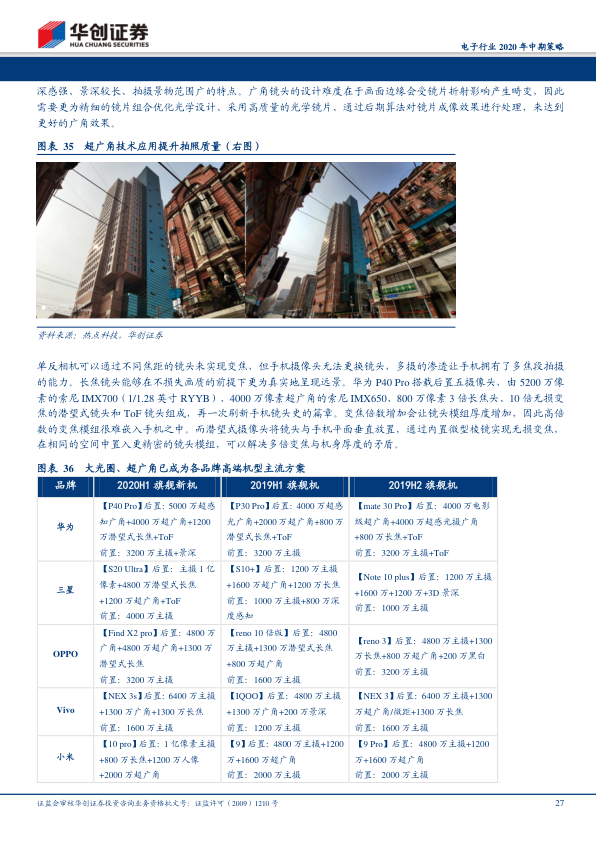 华创证券
HUA CHUANG SECURITIES
电子行业 2020 年中期策略
深感强、景深较长、拍摄景物范围广的特点。广角镜头的设计难度在于画面边缘会受镜片折射影响产生畸变，因此
需要更为精细的镜片组合优化光学设计、采用高质量的光学镜片、通过后期算法对镜片成像效果进行处理，来达到
更好的广角效果。
图表 35 超广角技术应用提升拍照质量（右图）
资料来源：热点科技，华创证券
单反相机可以通过不同焦距的镜头来实现变焦，但手机摄像头无法更换镜头，多摄的渗透让手机拥有了多焦段拍摄
的能力。长焦镜头能够在不损失画质的前提下更为真实地呈现远景。华为 P40 Pro 搭载后置五摄像头，由 5200 万像
素的索尼 IMX700（1/1.28 英寸 RYYB），4000 万像素超广角的索尼 IMX650、800 万像素 3 倍长焦头、10 倍无损变
焦的潜望式镜头和 ToF 镜头组成，再一次刷新手机镜头史的篇章。变焦倍数增加会让镜头模组厚度增加，因此高倍
数的变焦模组很难嵌入手机之中。而潜望式摄像头将镜头与手机平面垂直放置，通过内置微型棱镜实现无损变焦，
在相同的空间中置入更精密的镜头模组，可以解决多倍变焦与机身厚度的矛盾。
图表 36 大光圈、超广角已成为各品牌高端机型主流方案
品牌 2020H1 旗舰新机 2019H1 旗舰机 2019H2 旗舰机
华为
【P40 Pro】后置：5000 万超感
知广角+4000 万超广角+1200
万潜望式长焦+ToF
前置：3200 万主摄+景深
【P30 Pro】后置：4000 万超感
光广角+2000 万超广角+800 万
潜望式长焦+ToF
前置：3200 万主摄
【mate 30 Pro】后置：4000 万电影
级超广角+4000 万超感光摄广角
+800 万长焦+ToF
前置：3200 万主摄+ToF
三星
【S20 Ultra】后置：主摄 1 亿
像素+4800 万潜望式长焦
+1200 万超广角+ToF
前置：4000 万主摄
【S10+】后置：1200 万主摄
+1600 万超广角+1200 万长焦
前置：1000 万主摄+800 万深
度感知
【Note 10 plus】后置：1200 万主摄
+1600 万+1200 万+3D 景深
前置：1000 万主摄
OPPO
【Find X2 pro】后置：4800 万
广角+4800 万超广角+1300 万
潜望式长焦
前置：3200 万主摄
【reno 10 倍版】后置：4800
万主摄+1300 万潜望式长焦
+800 万超广角
前置：1600 万主摄
【reno 3】后置：4800 万主摄+1300
万长焦+800 万超广角+200 万黑白
前置：3200 万主摄
Vivo
【NEX 3s】后置：6400 万主摄
+1300 万广角+1300 万长焦
前置：1600 万主摄
【IQOO】后置：4800 万主摄
+1300 万广角+200 万景深
前置：1200 万主摄
【NEX 3】后置：6400 万主摄+1300
万超广角/微距+1300 万长焦
前置：1600 万主摄
小米
【10 pro】后置：1 亿像素主摄
+800 万长焦+1200 万人像
+2000 万超广角
【9】后置：4800 万主摄+1200
万+1600 万超广角
前置：2000 万主摄
【9 Pro】后置：4800 万主摄+1200
万+1600 万超广角
前置：2000 万主摄
证监会审核华创证券投资咨询业务资格批文号：证监许可（2009）1210 号
27